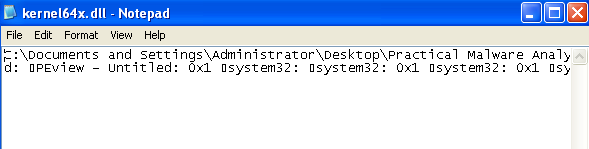 kernel64x.dll - Notepad
File Edit Format View Help
C:\Documents and Settings\Administrator\Desktop\Practical Malware Analy
d: ▯PEview – Untitled: 0x1 ▯system32: ▯system32: 0x1 ▯system32: 0x1 ▯sy